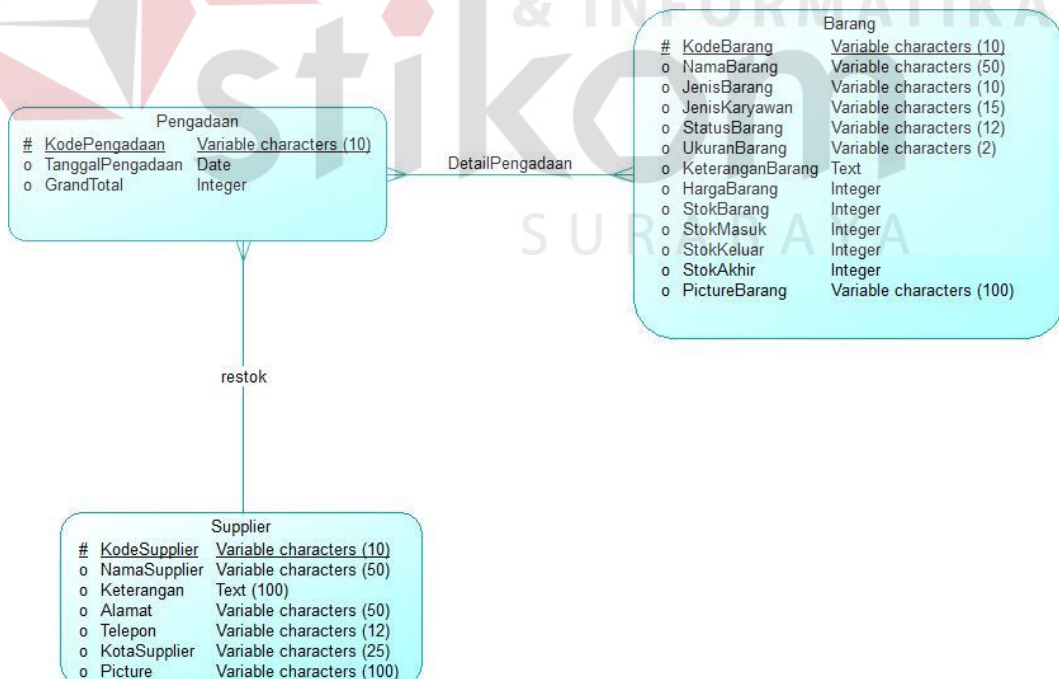 & INFORMATIKA
stikom
SURABAYA
Barang
# KodeBarang Variable characters (10)
o NamaBarang Variable characters (50)
o JenisBarang Variable characters (10)
o JenisKaryawan Variable characters (15)
o StatusBarang Variable characters (12)
o UkuranBarang Variable characters (2)
o KeteranganBarang Text
o HargaBarang Integer
o StokBarang Integer
o StokMasuk Integer
o StokKeluar Integer
o StokAkhir Integer
o PictureBarang Variable characters (100)
Pengadaan
# KodePengadaan Variable characters (10)
o TanggalPengadaan Date
o GrandTotal Integer
DetailPengadaan
restok
Supplier
# KodeSupplier Variable characters (10)
o NamaSupplier Variable characters (50)
o Keterangan Text (100)
o Alamat Variable characters (50)
o Telepon Variable characters (12)
o KotaSupplier Variable characters (25)
o Picture Variable characters (100)